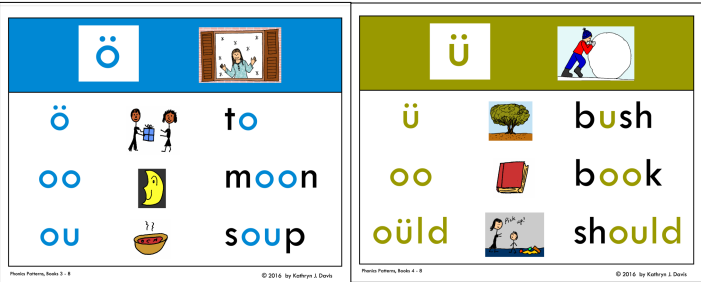 ö
ö to
oo moon
ou soup
Phonics Patterns, Books 3 - 8
© 2016 by Kathryn J. Davis
ü
ü bush
oo book
oüld Pick up? should
Phonics Patterns, Books 4 - 8
© 2016 by Kathryn J. Davis